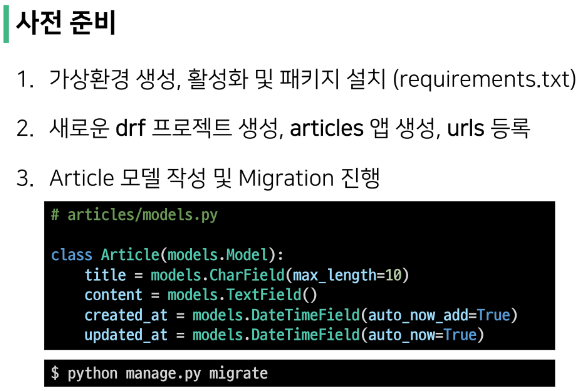 사전 준비
1. 가상환경 생성, 활성화 및 패키지 설치 (requirements.txt)
2. 새로운 drf 프로젝트 생성, articles 앱 생성, urls 등록
3. Article 모델 작성 및 Migration 진행
# articles/models.py
class Article(models.Model):
    title = models.CharField(max_length=10)
    content = models.TextField()
    created_at = models.DateTimeField(auto_now_add=True)
    updated_at = models.DateTimeField(auto_now=True)
$ python manage.py migrate